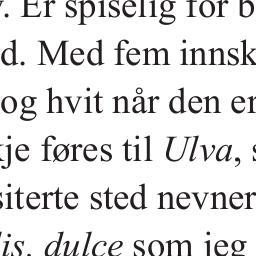 . Er spiselig for b
d. Med fem innsk
og hvit når den er
kje føres til Ulva, s
siterte sted nevner
lis, dulce som jeg